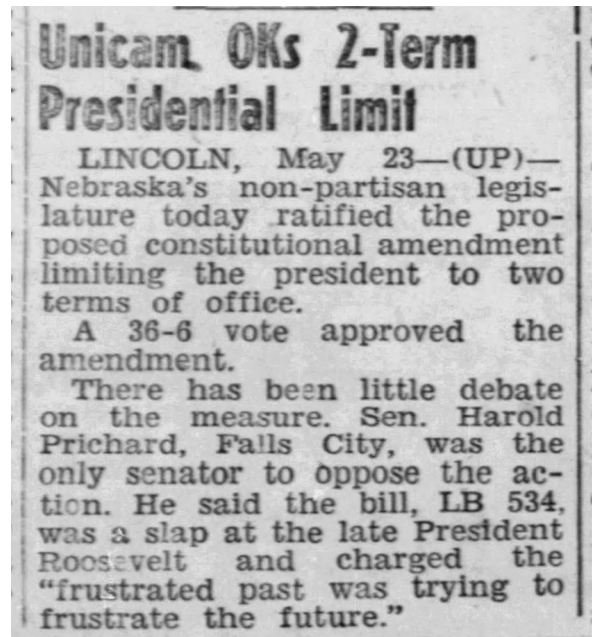 Unicam OKs 2-Term
Presidential Limit
LINCOLN, May 23—(UP)—
Nebraska's non-partisan legis-
lature today ratified the pro-
posed constitutional amendment
limiting the president to two
terms of office.
A 36-6 vote approved the
amendment.
There has been little debate
on the measure. Sen. Harold
Prichard, Falls City, was the
only senator to oppose the ac-
tion. He said the bill, LB 534,
was a slap at the late President
Roosevelt and charged the
"frustrated past was trying to
frustrate the future."